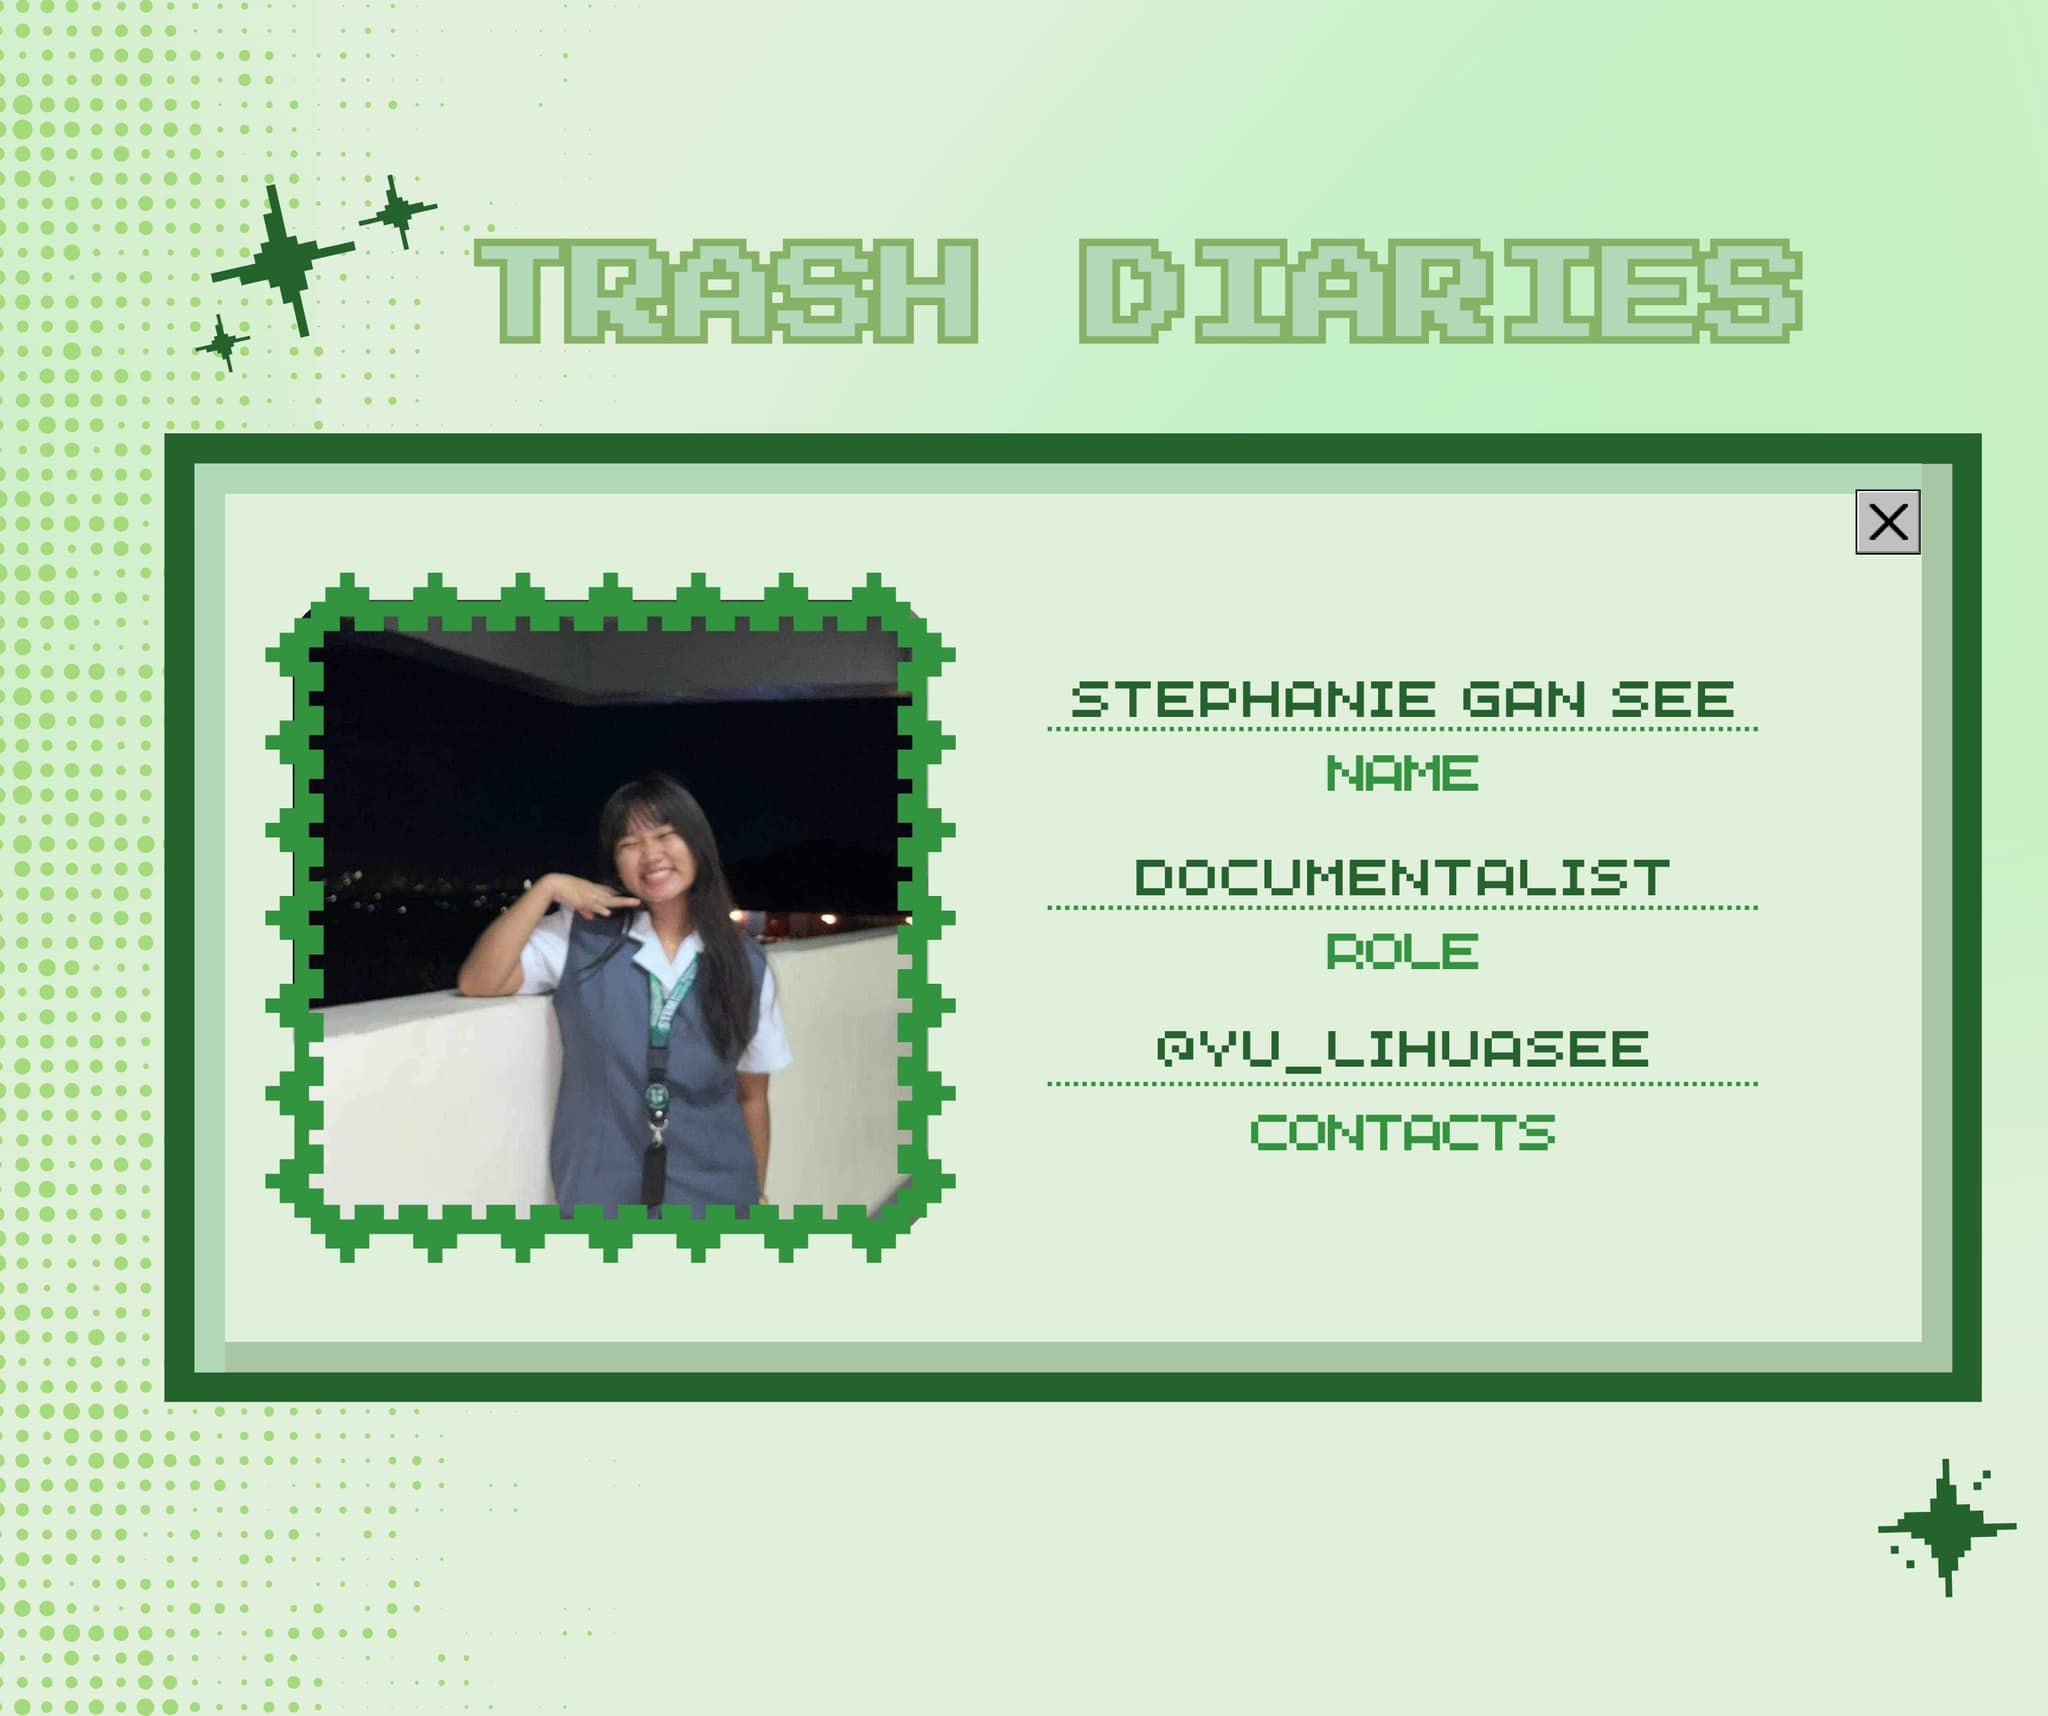 TRASH DIARIES
STEPHANIE GAN SEE
NAME
DOCUMENTALIST
ROLE
@YU_LIHUASEE
CONTACTS